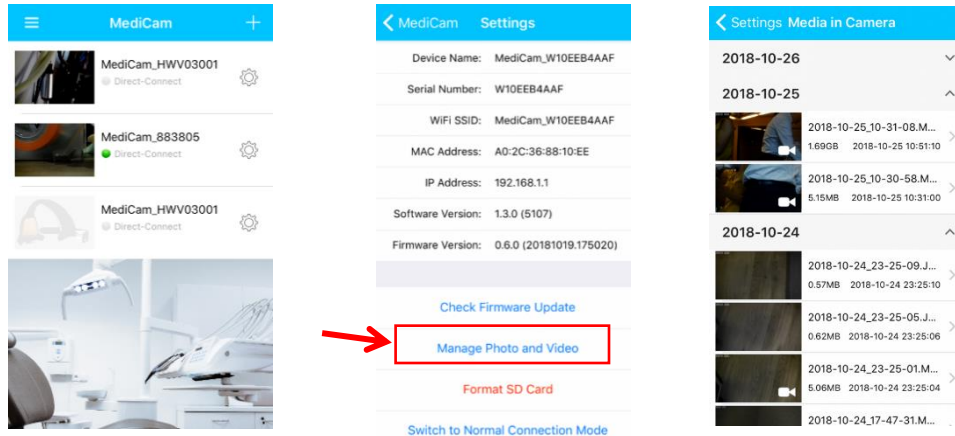 MediCam
MediCam_HWV03001
Direct-Connect
MediCam_883805
Direct-Connect
MediCam_HWV03001
Direct-Connect
MediCam Settings
Device Name: MediCam_W10EEB4AAF
Serial Number: W10EEB4AAF
WiFi SSID: MediCam_W10EEB4AAF
MAC Address: A0:2C:36:88:10:EE
IP Address: 192.168.1.1
Software Version: 1.3.0 (5107)
Firmware Version: 0.6.0 (20181019.175020)
Check Firmware Update
Manage Photo and Video
Format SD Card
Switch to Normal Connection Mode
Settings Media in Camera
2018-10-26
2018-10-25
2018-10-25_10-31-08.M...
1.69GB 2018-10-25 10:51:10
2018-10-25_10-30-58.M...
5.15MB 2018-10-25 10:31:00
2018-10-24
2018-10-24_23-25-09.J...
0.57MB 2018-10-24 23:25:10
2018-10-24_23-25-05.J...
0.62MB 2018-10-24 23:25:06
2018-10-24_23-25-01.M...
5.06MB 2018-10-24 23:25:04
2018-10-24_17-47-31.M...